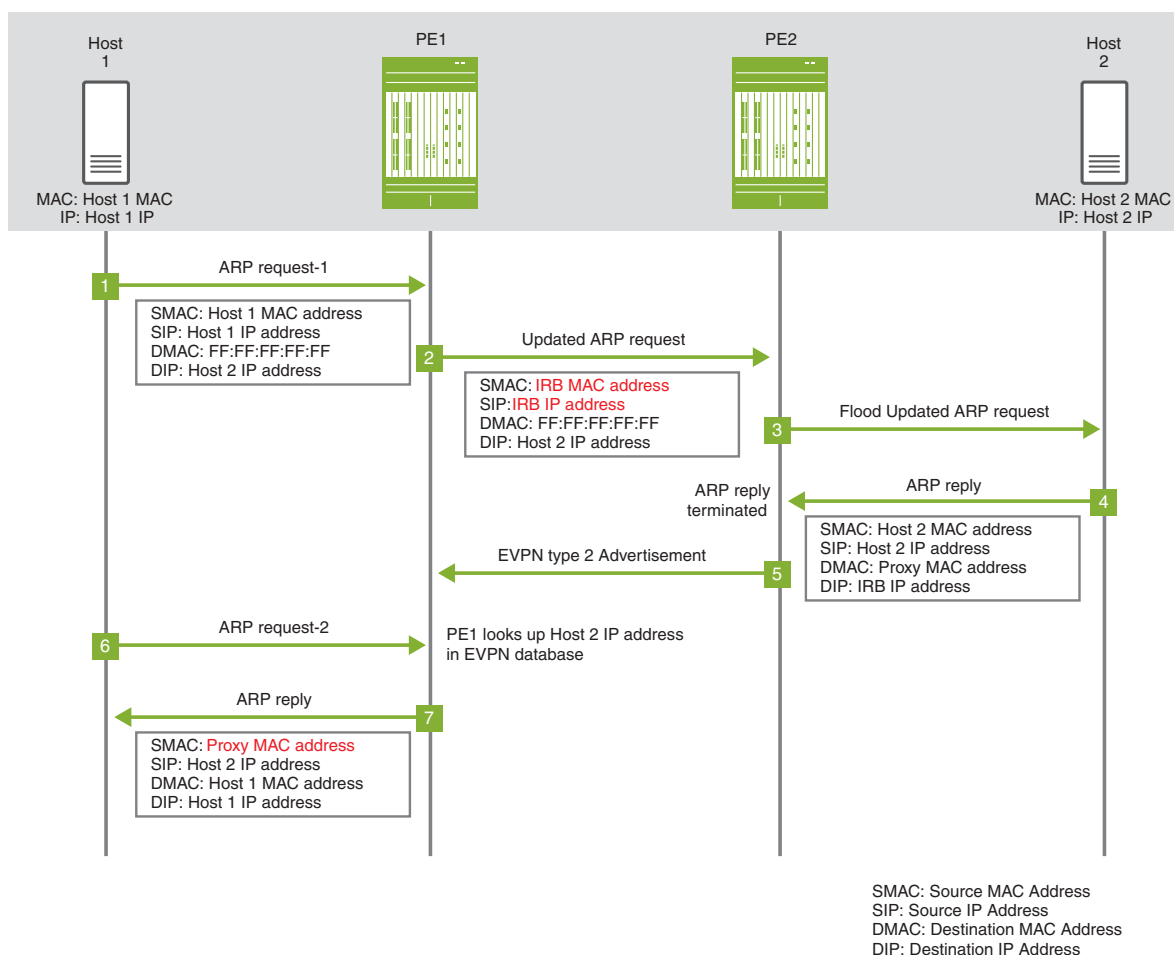 Host
1
PE1
PE2
Host
2
MAC: Host 1 MAC
IP: Host 1 IP
MAC: Host 2 MAC
IP: Host 2 IP
1
ARP request-1
SMAC: Host 1 MAC address
SIP: Host 1 IP address
DMAC: FF:FF:FF:FF:FF
DIP: Host 2 IP address
2
Updated ARP request
SMAC: IRB MAC address
SIP:IRB IP address
DMAC: FF:FF:FF:FF:FF
DIP: Host 2 IP address
3
Flood Updated ARP request
ARP reply
4
ARP reply
terminated
SMAC: Host 2 MAC address
SIP: Host 2 IP address
DMAC: Proxy MAC address
DIP: IRB IP address
EVPN type 2 Advertisement
5
6
ARP request-2
PE1 looks up Host 2 IP address
in EVPN database
ARP reply
7
SMAC: Proxy MAC address
SIP: Host 2 IP address
DMAC: Host 1 MAC address
DIP: Host 1 IP address
SMAC: Source MAC Address
SIP: Source IP Address
DMAC: Destination MAC Address
DIP: Destination IP Address